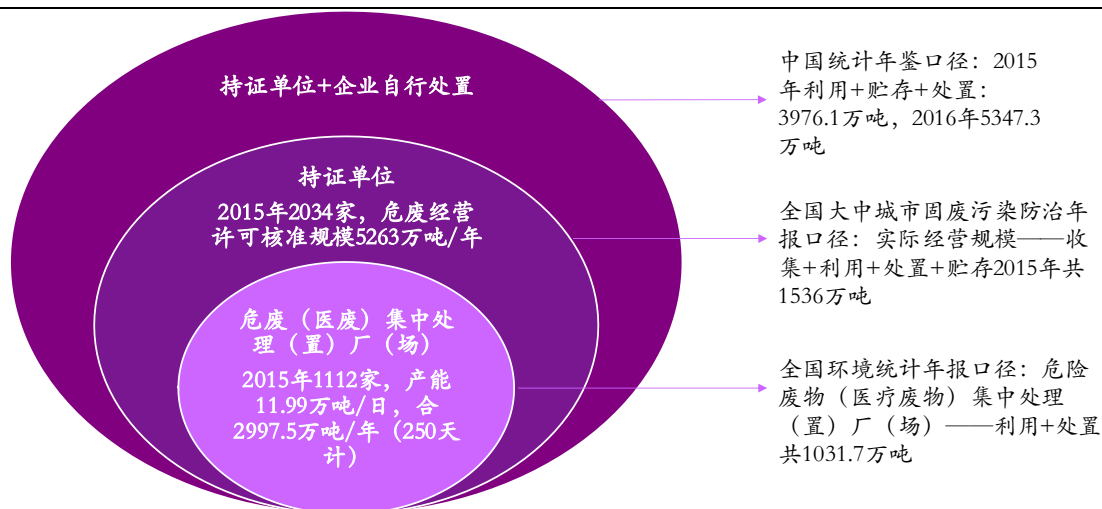 持证单位+企业自行处置
中国统计年鉴口径：2015
年利用+贮存+处置：
3976.1万吨，2016年5347.3
万吨
持证单位
2015年2034家，危废经营
许可核准规模5263万吨/年
全国大中城市固废污染防治年
报口径：实际经营规模——收
集+利用+处置+贮存2015年共
1536万吨
危废（医废）集中处
理（置）厂（场）
2015年1112家，产能
11.99万吨/日，合
2997.5万吨/年（250天
计）
全国环境统计年报口径：危险
废物（医疗废物）集中处理
（置）厂（场）——利用+处置
共1031.7万吨